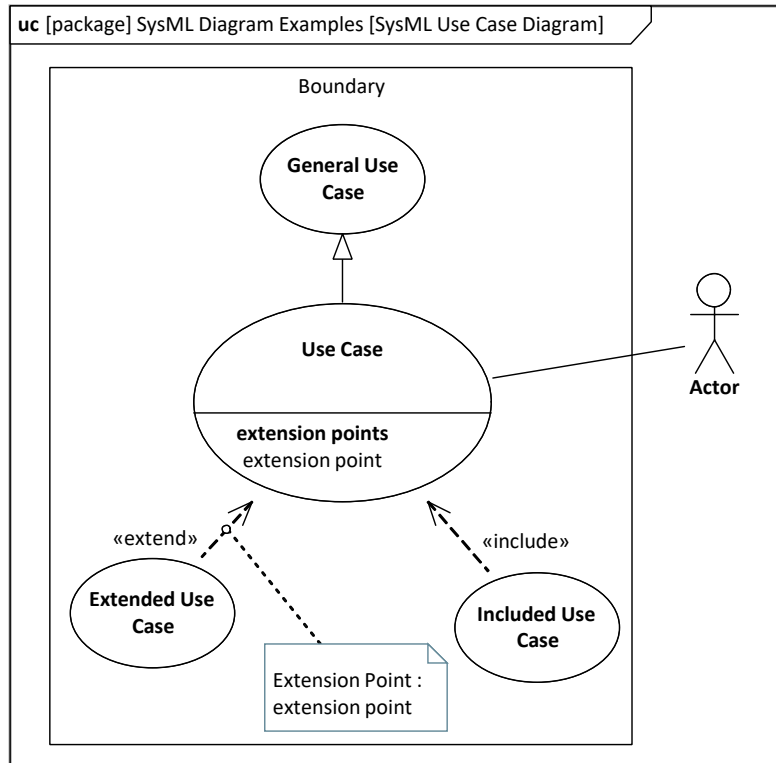 uc [package] SysML Diagram Examples [SysML Use Case Diagram]
Boundary
General Use
Case
Use Case
Actor
extension points
extension point
«extend»
«include»
Extended Use
Case
Included Use
Case
Extension Point :
extension point